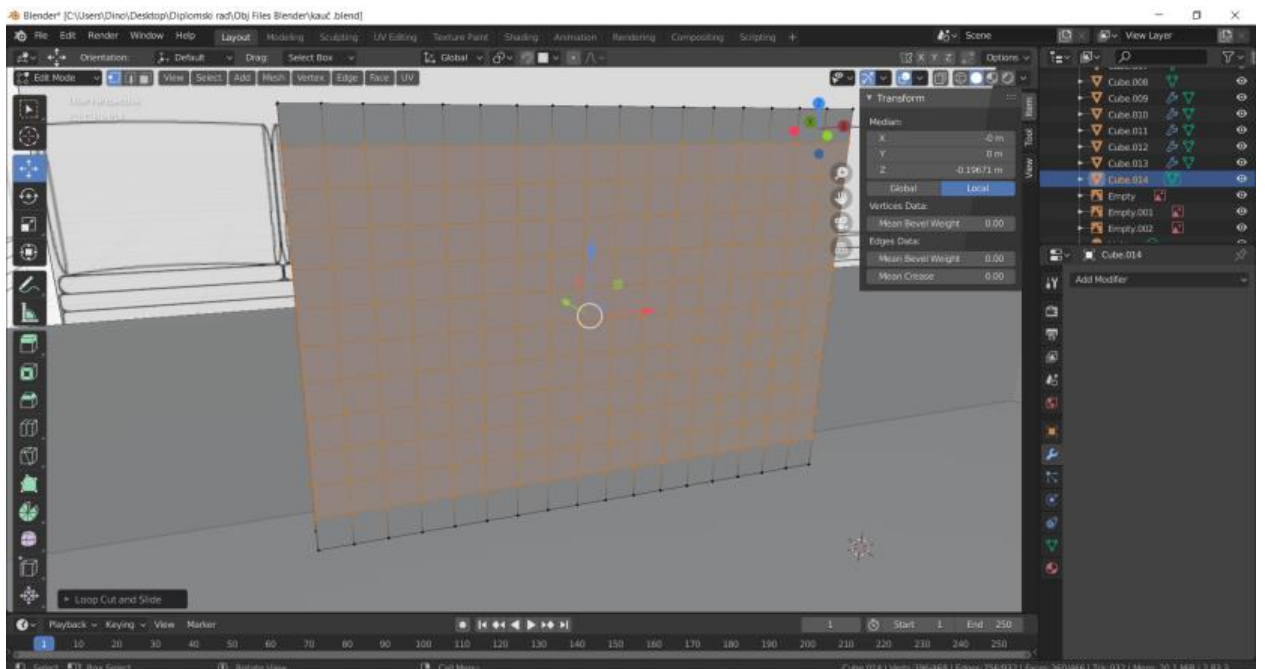 Blender* [C:\Users\Dino\Desktop\Diplomski rad\Obj Files Blender\kauč .blend]
File Edit Render Window Help Layout Modeling Sculpting UV Editing Texture Paint Shading Animation Rendering Compositing Scripting + Scene View Layer
Orientation: Default Drag: Select Box Global X Y Z Options
Edit Mode View Select Add Mesh Vertex Edge Face UV
Transform
Median:
X -0 m
Y 0 m
Z -0.19671 m
Global Local
Vertices Data:
Mean Bevel Weight 0.00
Edges Data:
Mean Bevel Weight 0.00
Mean Crease 0.00
Item
Tool
View
Cube.008
Cube.009
Cube.010
Cube.011
Cube.012
Cube.013
Cube.014
Empty
Empty.001
Empty.002
Cube.014
Add Modifier
Loop Cut and Slide
Playback Keying View Marker 1 Start 1 End 250
1 10 20 30 40 50 60 70 80 90 100 110 120 130 140 150 160 170 180 190 200 210 220 230 240 250
Select Box Select Rotate View Call Menu